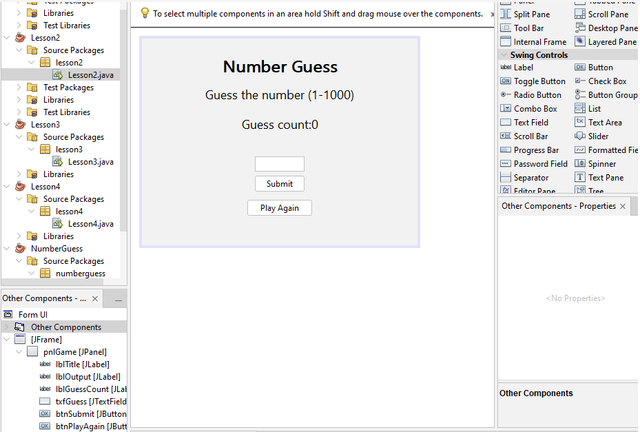 Test Libraries
Libraries
Test Libraries
Lesson2
Source Packages
lesson2
Lesson2.java
Test Packages
Libraries
Test Libraries
Lesson3
Source Packages
lesson3
Lesson3.java
Libraries
Lesson4
Source Packages
lesson4
Lesson4.java
Libraries
NumberGuess
Source Packages
numberguess
Other Components - ...
Form UI
Other Components
[JFrame]
pnlGame [JPanel]
lblTitle [JLabel]
lblOutput [JLabel]
lblGuessCount [JLa
txfGuess [JTextField
btnSubmit [JButton
btnPlayAgain [JButt
To select multiple components in an area hold Shift and drag mouse over the components.
Number Guess
Guess the number (1-1000)
Guess count:0
Submit
Play Again
Split Pane
Scroll Pane
Tool Bar
Desktop Pane
Internal Frame
Layered Pane
Swing Controls
label Label
OK Button
Toggle Button
Check Box
Radio Button
Button Group
Combo Box
List
Text Field
Text Area
Scroll Bar
Slider
Progress Bar
Formatted Fi
Password Field
Spinner
Separator
Text Pane
Editor Pane
Tree
Other Components - Properties
<No Properties>
Other Components